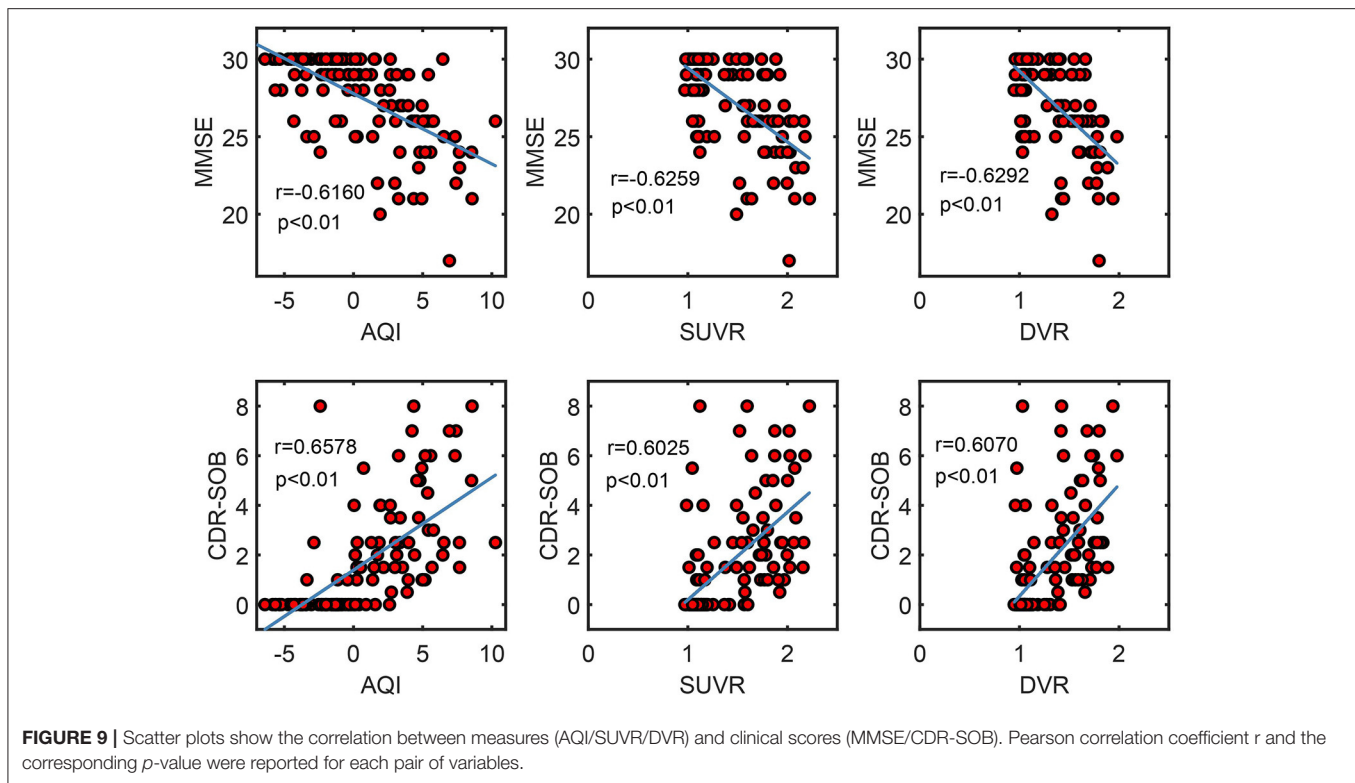 30
25
20
MMSE
r=-0.6160
p<0.01
-5 0 5 10
AQI
30
25
20
MMSE
r=-0.6259
p<0.01
0 1 2
SUVR
30
25
20
MMSE
r=-0.6292
p<0.01
0 1 2
DVR
8
6
4
2
0
CDR-SOB
r=0.6578
p<0.01
-5 0 5 10
AQI
8
6
4
2
0
CDR-SOB
r=0.6025
p<0.01
0 1 2
SUVR
8
6
4
2
0
CDR-SOB
r=0.6070
p<0.01
0 1 2
DVR
FIGURE 9 | Scatter plots show the correlation between measures (AQI/SUVR/DVR) and clinical scores (MMSE/CDR-SOB). Pearson correlation coefficient r and the
corresponding p-value were reported for each pair of variables.